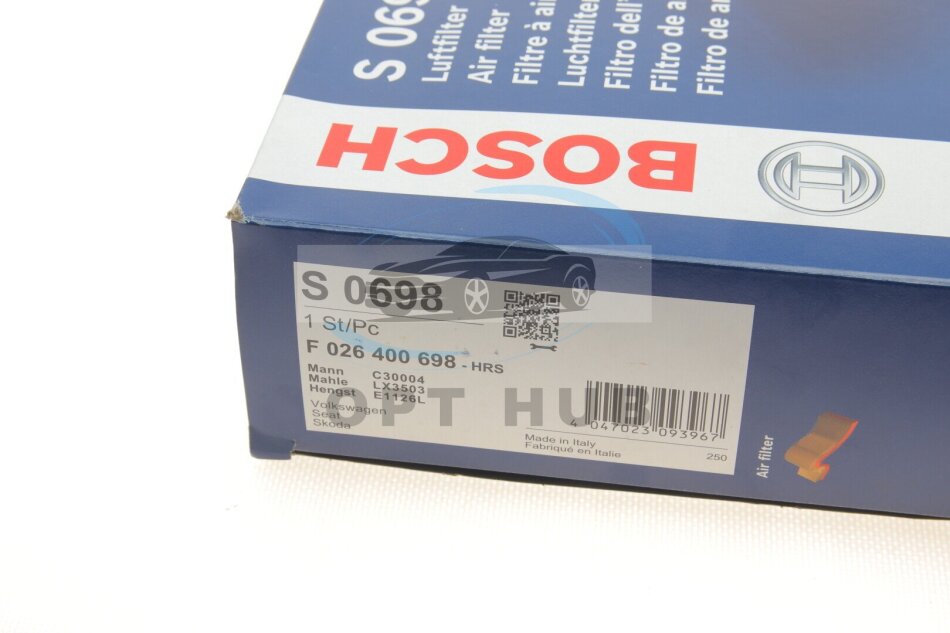 S 069
Luftfilter
Air filter
Filtre à air
Luchtfilter
Filtro dell'
Filtro de a
Filtro de ar
BOSCH
S 0698
1 St/Pc
F 026 400 698 - HRS
Mann C30004
Mahle LX3503
Hengst E1126L
Volkswagen
Seat
Skoda
OPT HUB
4 047023 093967
Made in Italy
Fabriqué en Italie
250
Air filter